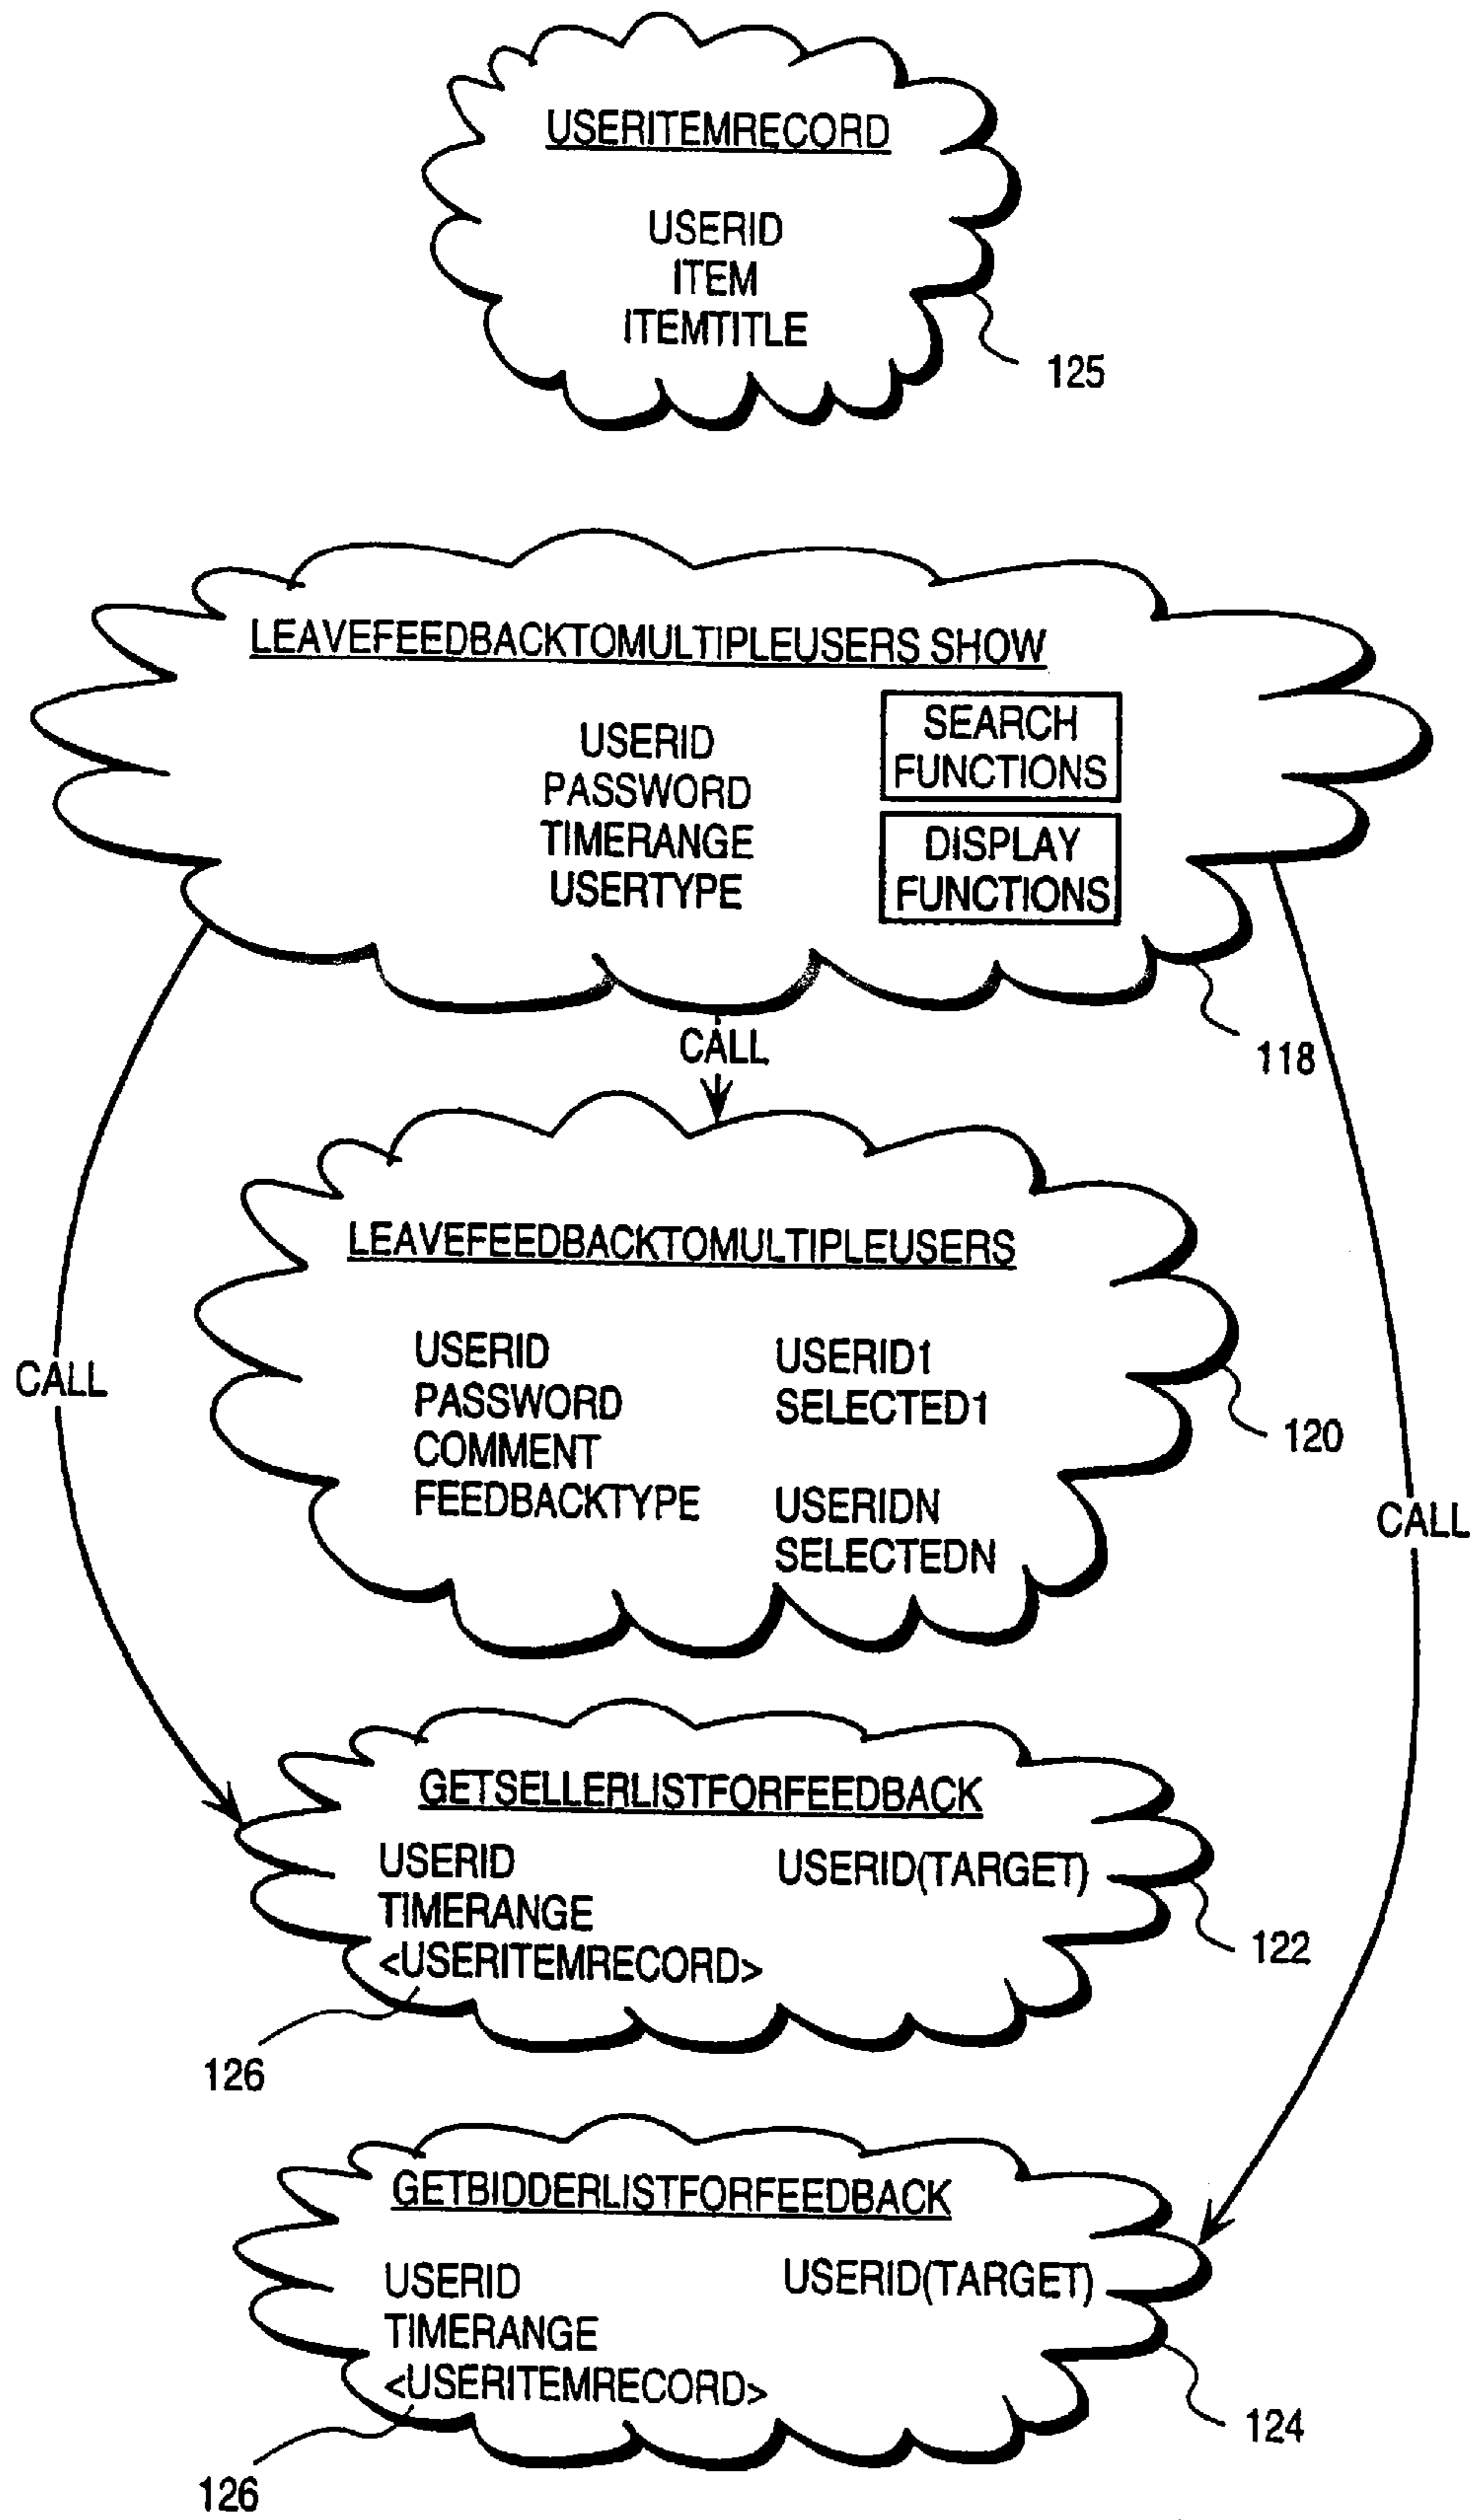 USERITEMRECORD
USERID
ITEM
ITEMTITLE
125
LEAVEFEEDBACKTOMULTIPLEUSERS SHOW
USERID
PASSWORD
TIMERANGE
USERTYPE
SEARCH
FUNCTIONS
DISPLAY
FUNCTIONS
118
CALL
LEAVEFEEDBACKTOMULTIPLEUSERS
USERID
PASSWORD
COMMENT
FEEDBACKTYPE
USERID1
SELECTED1
USERIDN
SELECTEDN
120
CALL
CALL
GETSELLERLISTFORFEEDBACK
USERID
TIMERANGE
<USERITEMRECORD>
USERID(TARGET)
122
126
GETBIDDERLISTFORFEEDBACK
USERID
TIMERANGE
<USERITEMRECORD>
USERID(TARGET)
124
126